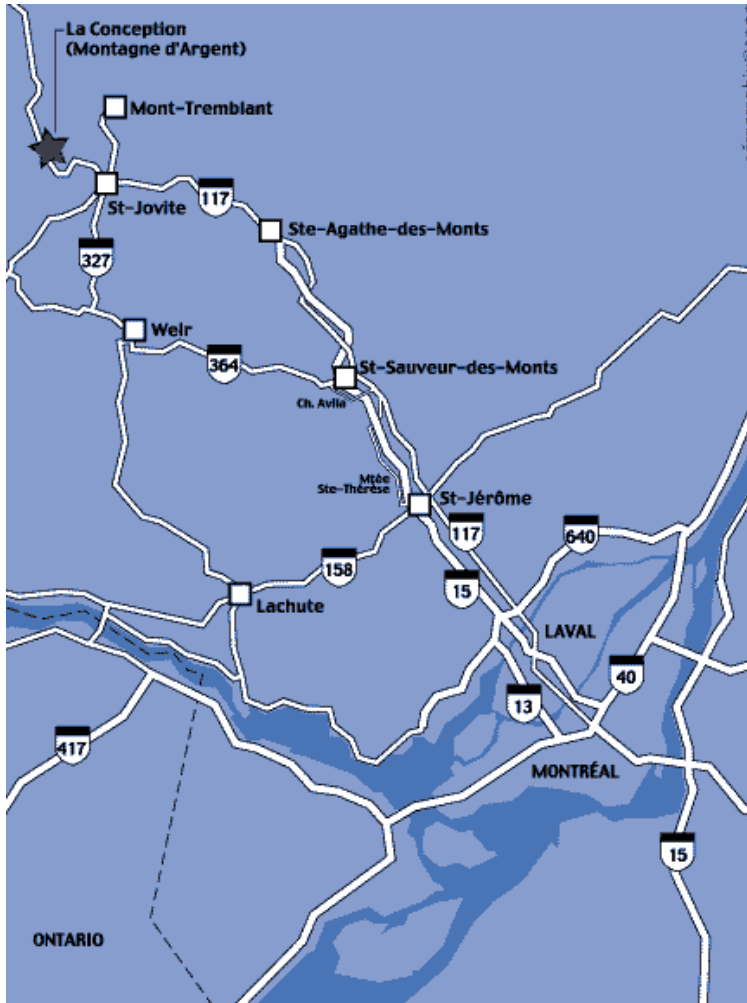 La Conception
(Montagne d'Argent)
Mont-Tremblant
St-Jovite
117
Ste-Agathe-des-Monts
327
Weir
364
St-Sauveur-des-Monts
Ch. Avila
Mtée
Ste-Thérèse
St-Jérôme
117
640
158
15
Lachute
LAVAL
40
13
417
MONTRÉAL
15
ONTARIO